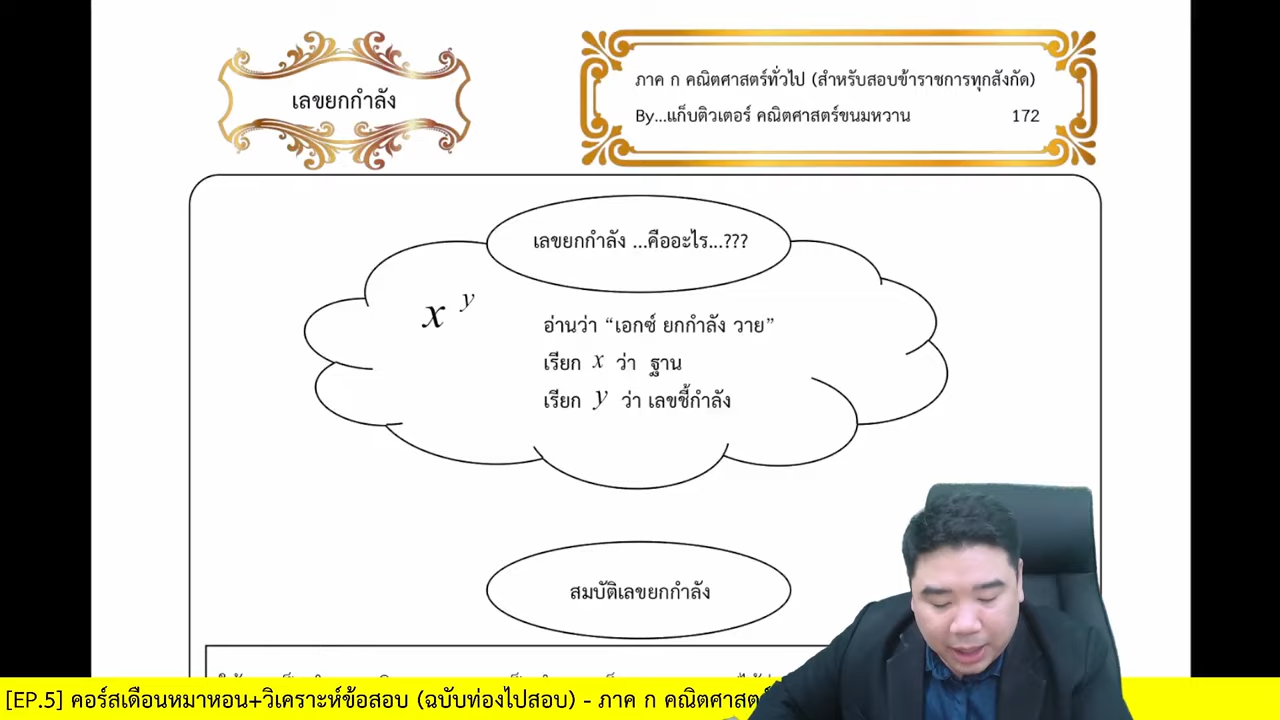 เลขยกกำลัง
ภาค ก คณิตศาสตร์ทั่วไป (สำหรับสอบข้าราชการทุกสังกัด)
By...แก็บติวเตอร์ คณิตศาสตร์ขนมหวาน 172
เลขยกกำลัง ...คืออะไร...???
x y
อ่านว่า “เอกซ์ ยกกำลัง วาย”
เรียก x ว่า ฐาน
เรียก y ว่า เลขชี้กำลัง
สมบัติเลขยกกำลัง
[EP.5] คอร์สเดือนหมาหอน+วิเคราะห์ข้อสอบ (ฉบับท่องไปสอบ) - ภาค ก คณิตศาสต